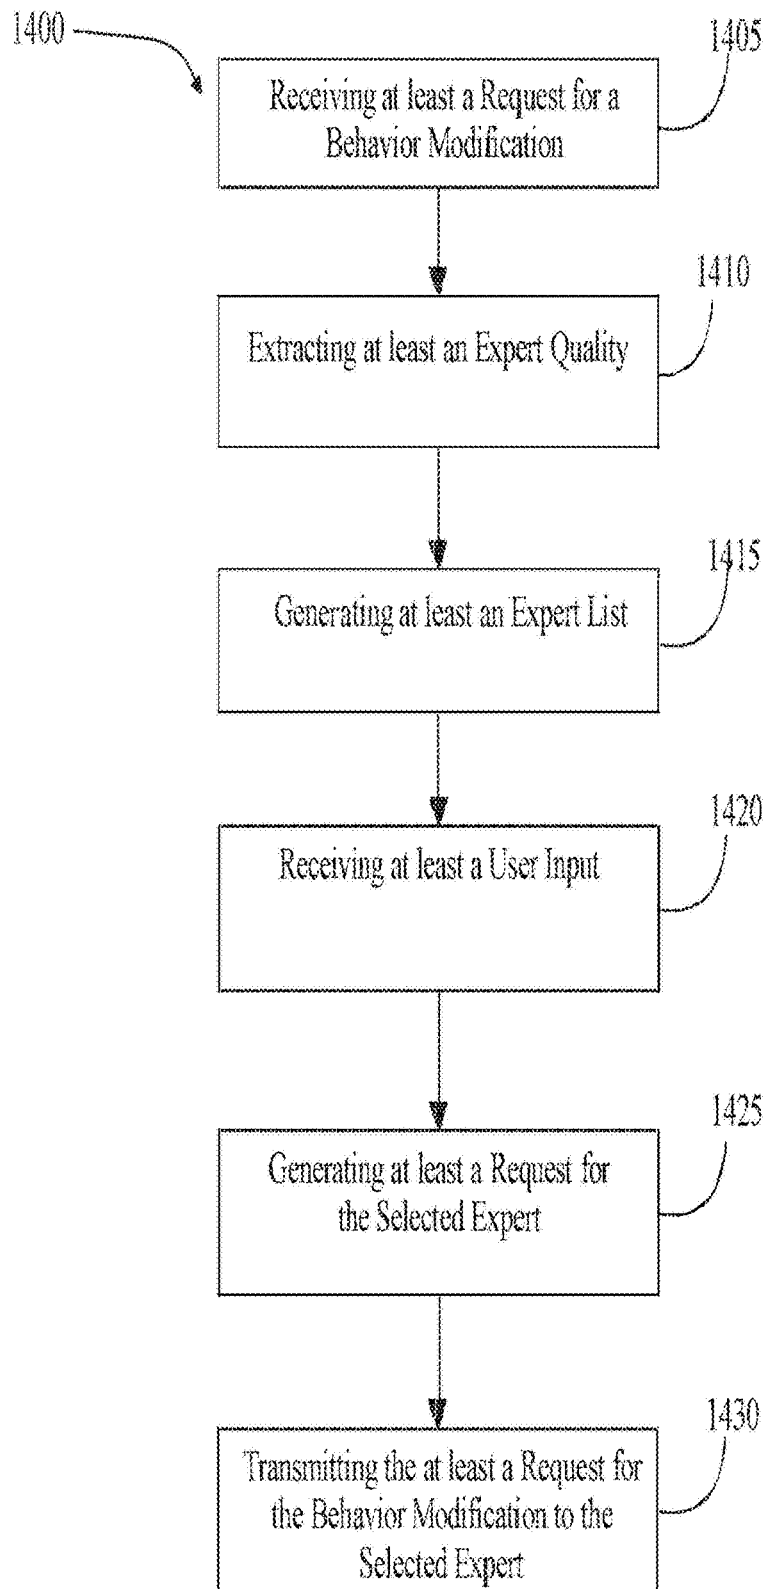 1400
1405
Receiving at least a Request for a
Behavior Modification
1410
Extracting at least an Expert Quality
1415
Generating at least an Expert List
1420
Receiving at least a User Input
1425
Generating at least a Request for
the Selected Expert
1430
Transmitting the at least a Request for
the Behavior Modification to the
Selected Expert